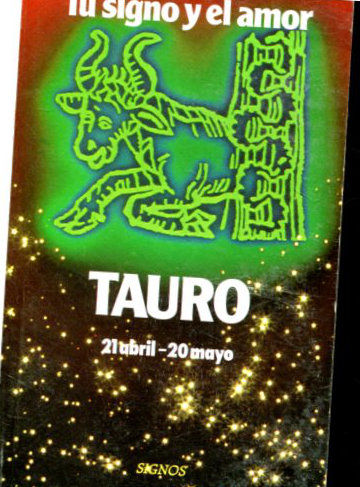 Tu signo y el amor
TAURO
21 abril – 20 mayo
SIGNOS